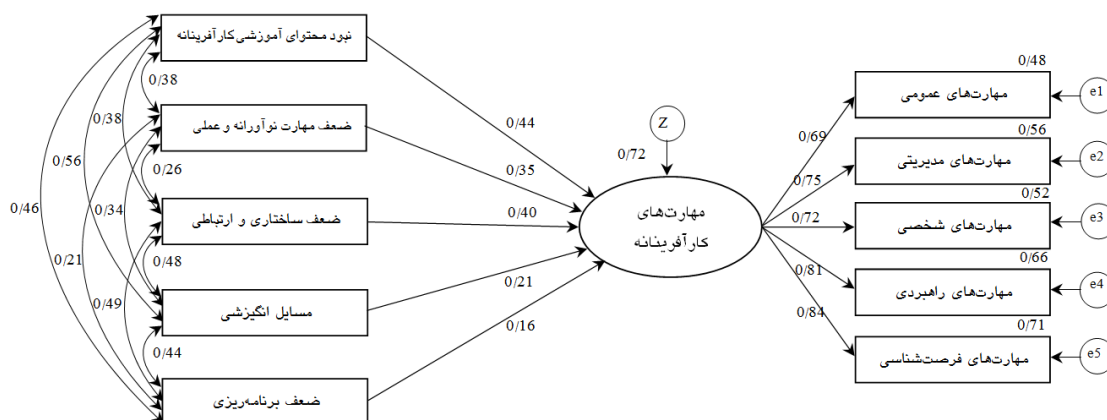 نبود محتوای آموزشی کارآفرینانه
ضعف مهارت نوآورانه و عملی
ضعف ساختاری و ارتباطی
مسایل انگیزشی
ضعف برنامه‌ریزی
0/38
0/38
0/56
0/26
0/46
0/34
0/21
0/48
0/49
0/44
0/44
0/35
0/40
0/21
0/16
Z
0/72
مهارت‌های
کارآفرینانه
0/69
0/75
0/72
0/81
0/84
0/48
مهارت‌های عمومی
e1
0/56
مهارت‌های مدیریتی
e2
0/52
مهارت‌های شخصی
e3
0/66
مهارت‌های راهبردی
e4
0/71
مهارت‌های فرصت‌شناسی
e5